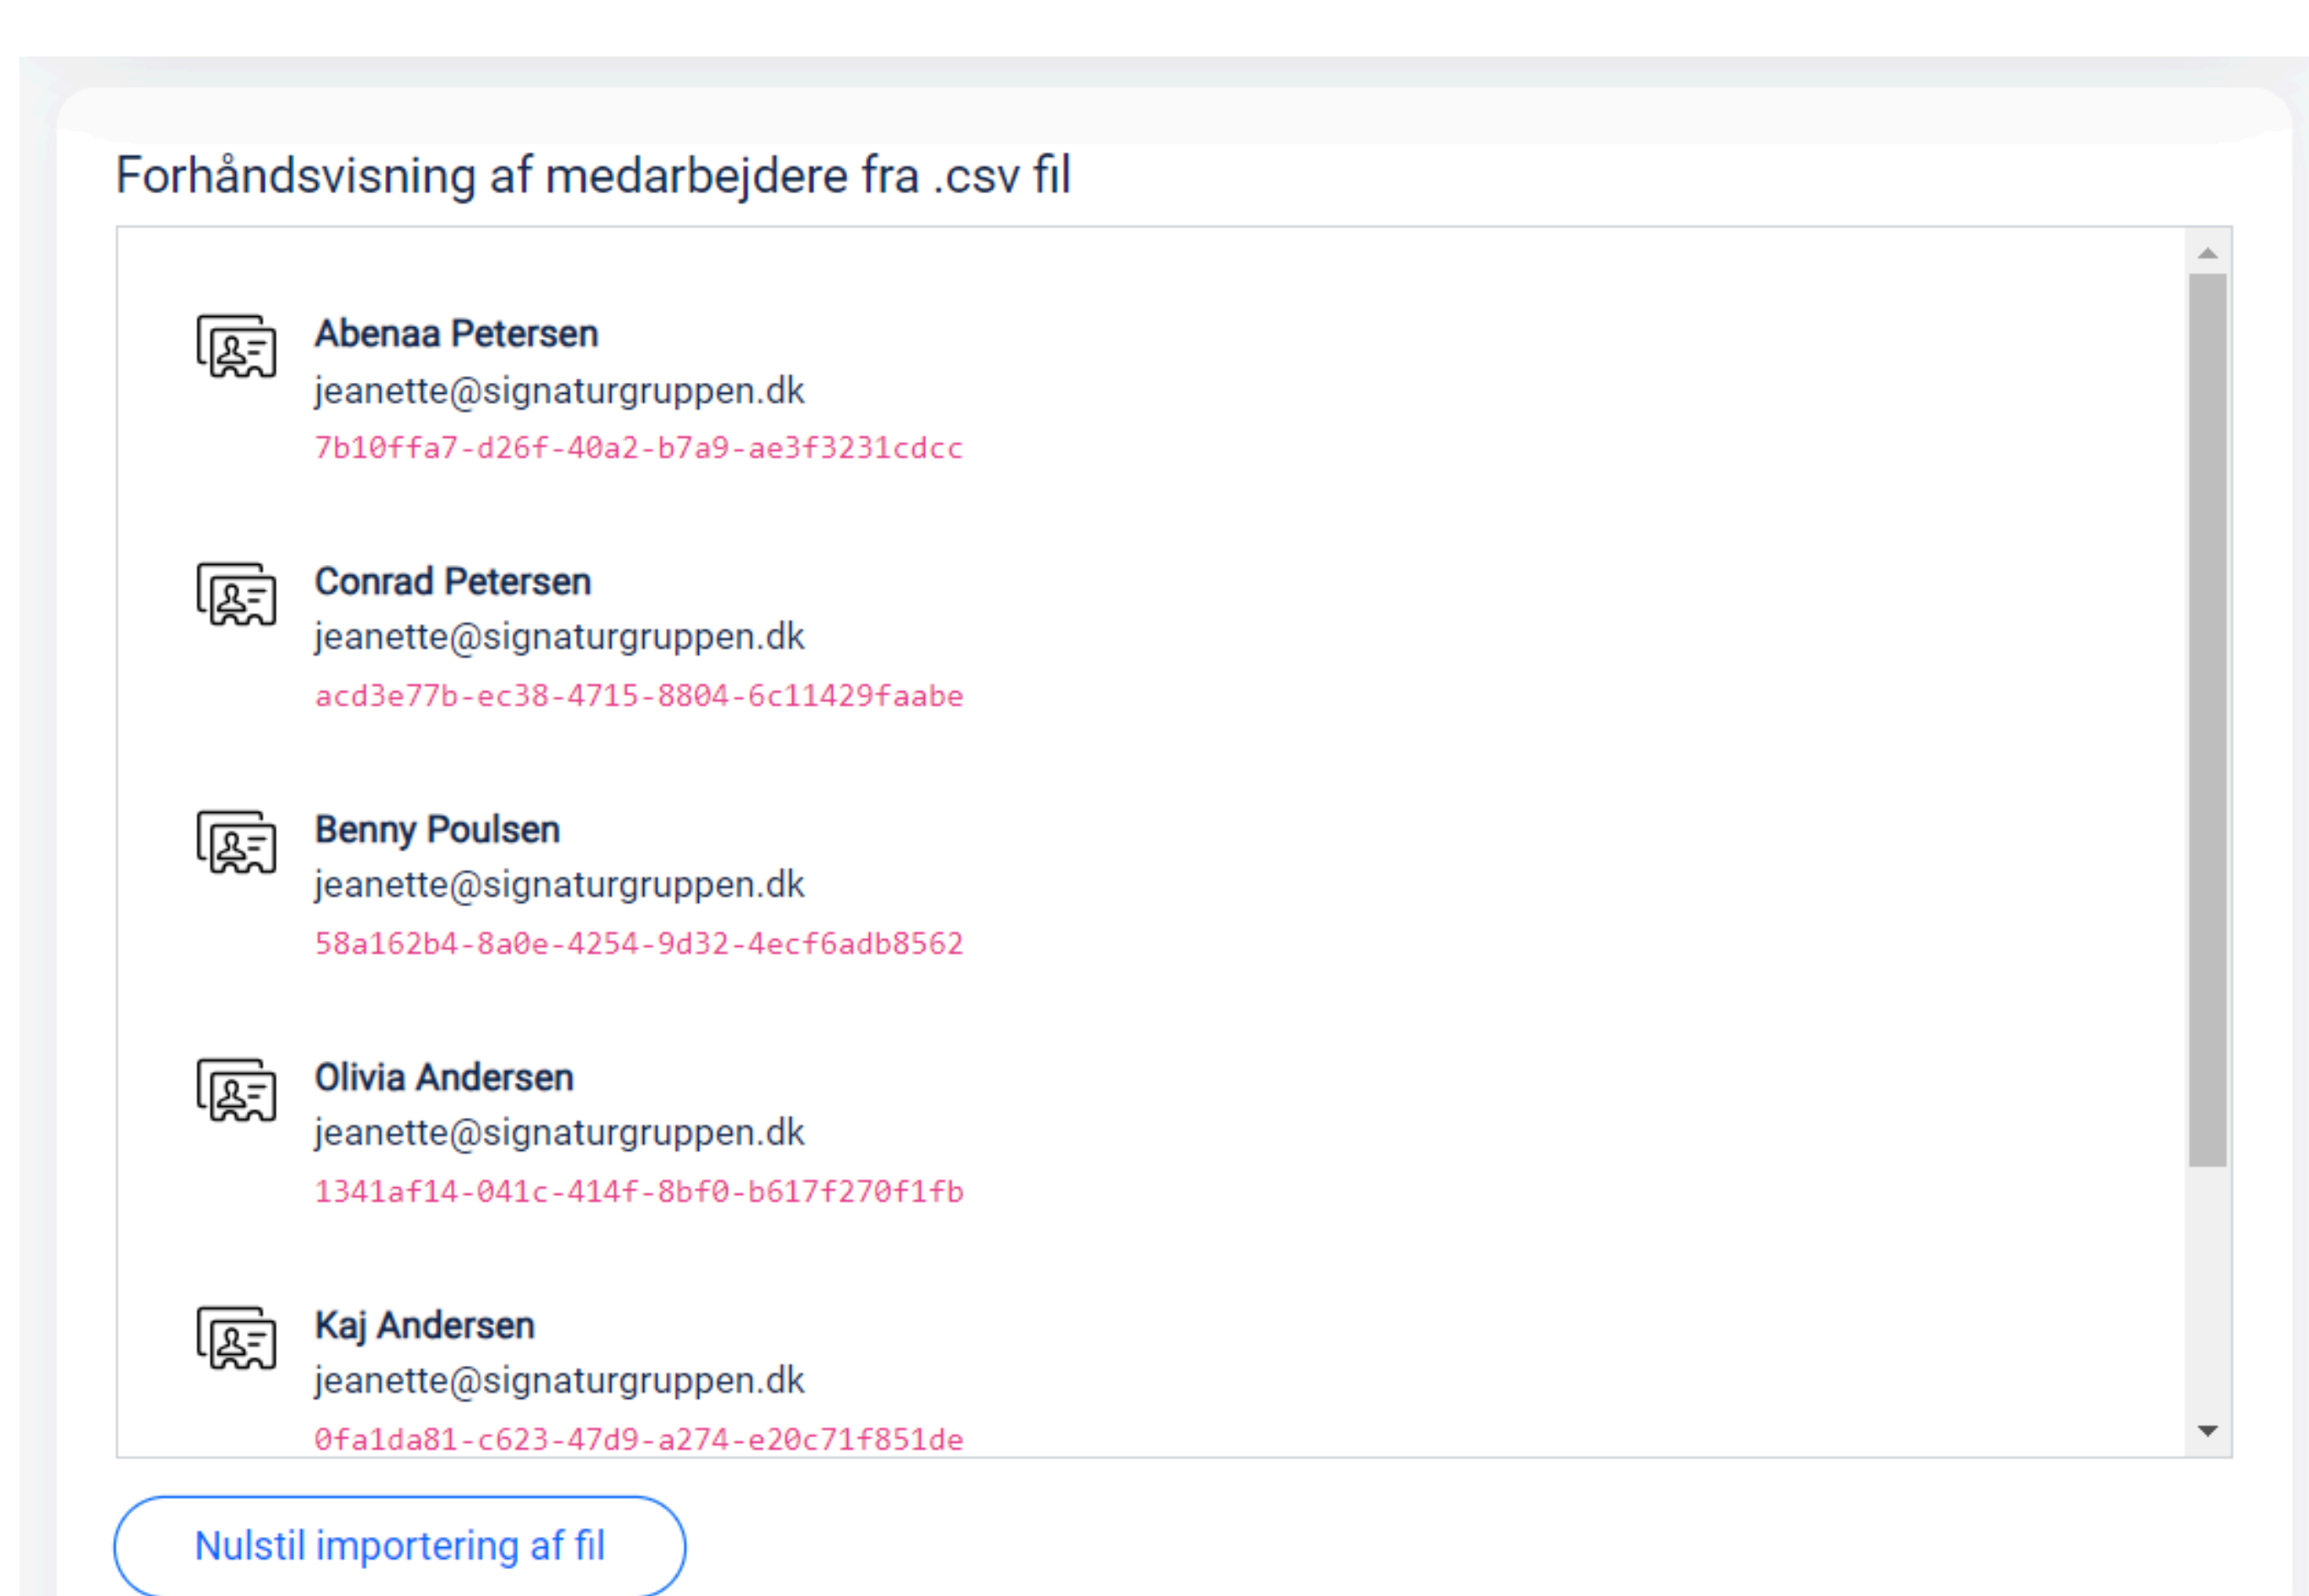 Forhåndsvisning af medarbejdere fra .csv fil
Abenaa Petersen
jeanette@signaturgruppen.dk
7b10ffa7-d26f-40a2-b7a9-ae3f3231cdcc
Conrad Petersen
jeanette@signaturgruppen.dk
acd3e77b-ec38-4715-8804-6c11429faabe
Benny Poulsen
jeanette@signaturgruppen.dk
58a162b4-8a0e-4254-9d32-4ecf6adb8562
Olivia Andersen
jeanette@signaturgruppen.dk
1341af14-041c-414f-8bf0-b617f270f1fb
Kaj Andersen
jeanette@signaturgruppen.dk
0fa1da81-c623-47d9-a274-e20c71f851de
Nulstil importering af fil